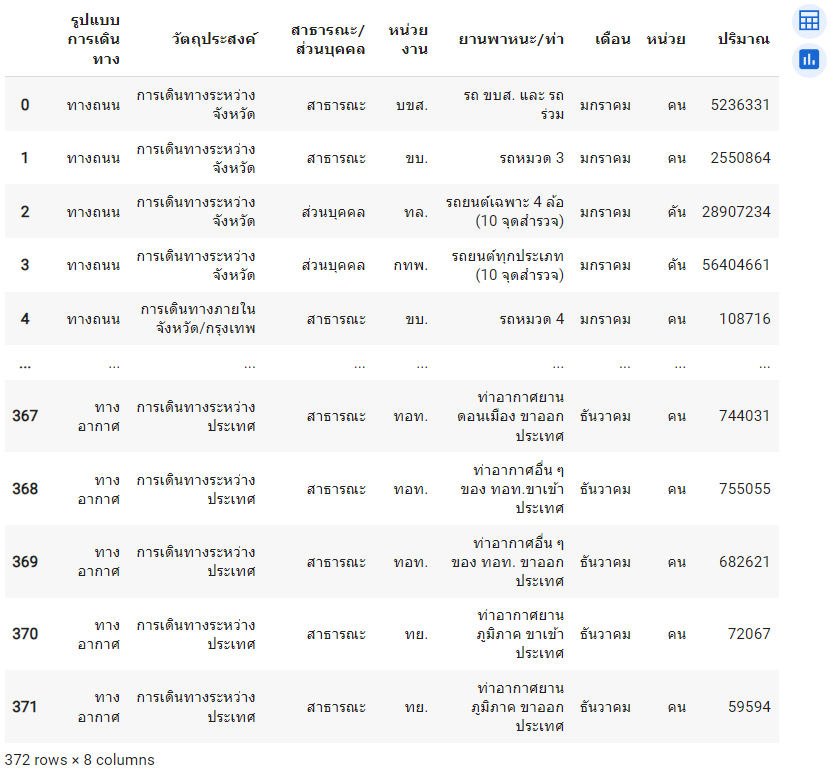 รูปแบบการเดินทาง วัตถุประสงค์ สาธารณะ/ส่วนบุคคล หน่วยงาน ยานพาหนะ/ท่า เดือน หน่วย ปริมาณ
0 ทางถนน การเดินทางระหว่างจังหวัด สาธารณะ บขส. รถ ขบส. และ รถร่วม มกราคม คน 5236331
1 ทางถนน การเดินทางระหว่างจังหวัด สาธารณะ ขบ. รถหมวด 3 มกราคม คน 2550864
2 ทางถนน การเดินทางระหว่างจังหวัด ส่วนบุคคล ทล. รถยนต์เฉพาะ 4 ล้อ (10 จุดสำรวจ) มกราคม คัน 28907234
3 ทางถนน การเดินทางระหว่างจังหวัด ส่วนบุคคล กทพ. รถยนต์ทุกประเภท (10 จุดสำรวจ) มกราคม คัน 56404661
4 ทางถนน การเดินทางภายในจังหวัด/กรุงเทพ สาธารณะ ขบ. รถหมวด 4 มกราคม คน 108716
... ... ... ... ... ... ... ... ...
367 ทางอากาศ การเดินทางระหว่างประเทศ สาธารณะ ทอท. ท่าอากาศยานดอนเมือง ขาออกประเทศ ธันวาคม คน 744031
368 ทางอากาศ การเดินทางระหว่างประเทศ สาธารณะ ทอท. ท่าอากาศอื่น ๆ ของ ทอท.ขาเข้าประเทศ ธันวาคม คน 755055
369 ทางอากาศ การเดินทางระหว่างประเทศ สาธารณะ ทอท. ท่าอากาศอื่น ๆ ของ ทอท. ขาออกประเทศ ธันวาคม คน 682621
370 ทางอากาศ การเดินทางระหว่างประเทศ สาธารณะ ทย. ท่าอากาศยานภูมิภาค ขาเข้าประเทศ ธันวาคม คน 72067
371 ทางอากาศ การเดินทางระหว่างประเทศ สาธารณะ ทย. ท่าอากาศยานภูมิภาค ขาออกประเทศ ธันวาคม คน 59594
372 rows × 8 columns